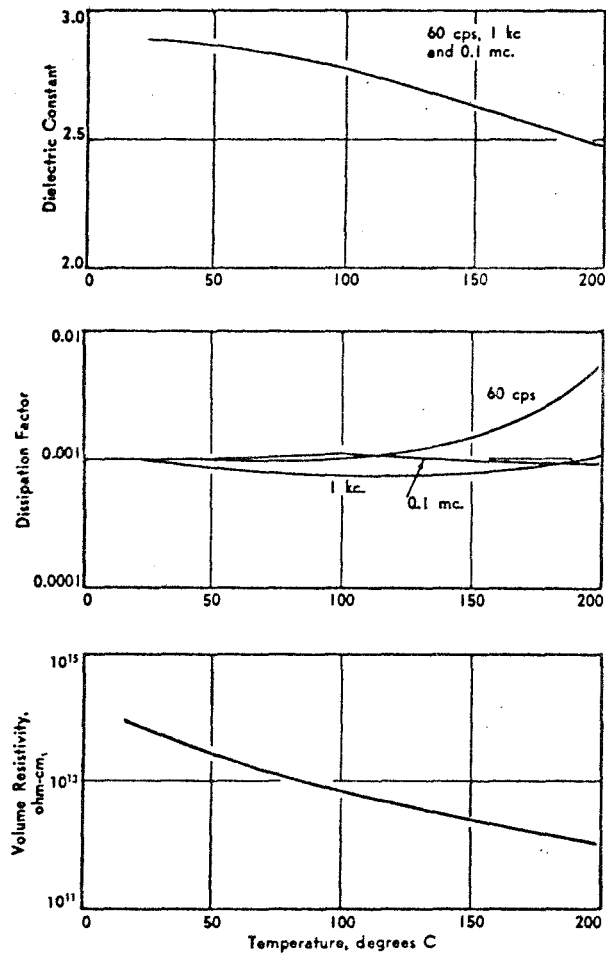 3.0
60 cps, 1 kc
and 0.1 mc.
Dielectric Constant
2.5
2.0
0
50
100
150
200
0.01
60 cps
Dissipation Factor
0.001
1 kc.
0.1 mc.
0.0001
0
50
100
150
200
10¹⁵
Volume Resistivity,
ohm-cm,
10¹³
10¹¹
0
50
100
150
200
Temperature, degrees C